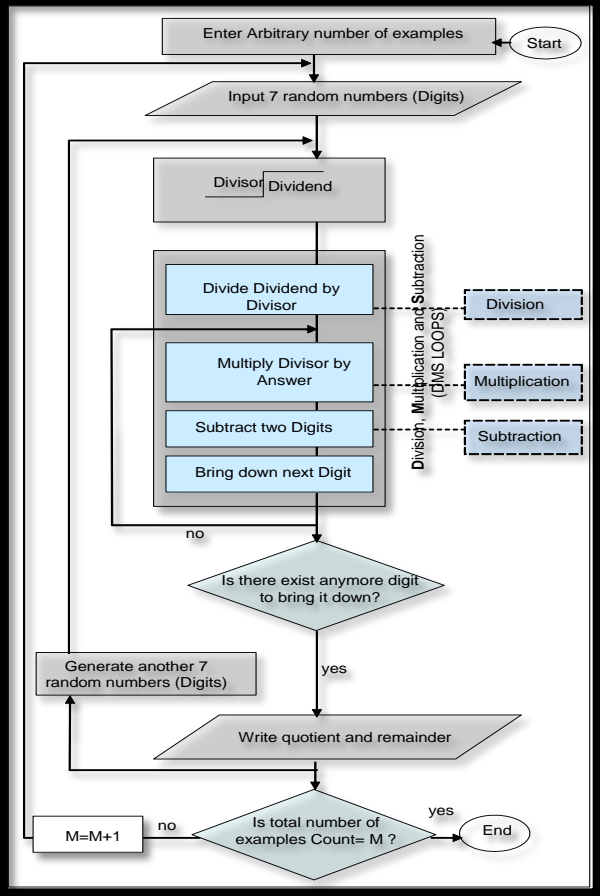 Enter Arbitrary number of examples
Start
Input 7 random numbers (Digits)
Divisor Dividend
Divide Dividend by
Divisor
Division, Multiplication and Subtraction
(DMS LOOPS)
Division
Multiply Divisor by
Answer
Multiplication
Subtract two Digits
Subtraction
Bring down next Digit
no
Is there exist anymore digit
to bring it down?
yes
Generate another 7
random numbers (Digits)
Write quotient and remainder
Is total number of
examples Count= M ?
yes
End
no
M=M+1